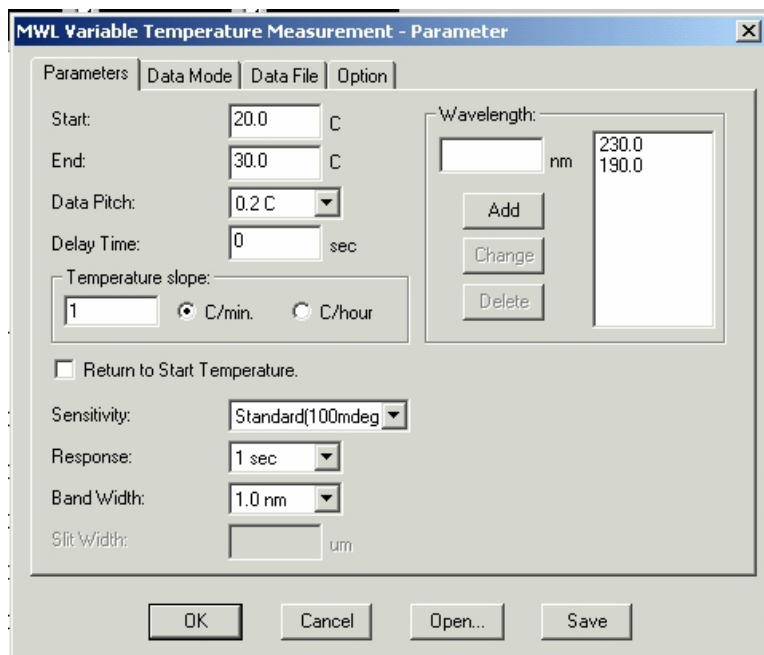 MWL Variable Temperature Measurement - Parameter
Parameters Data Mode Data File Option
Start: 20.0 C
End: 30.0 C
Data Pitch: 0.2 C
Delay Time: 0 sec
Temperature slope:
1 C/min. C/hour
Wavelength:
nm
230.0
190.0
Add
Change
Delete
Return to Start Temperature.
Sensitivity: Standard(100mdeg
Response: 1 sec
Band Width: 1.0 nm
Slit Width: um
OK Cancel Open... Save